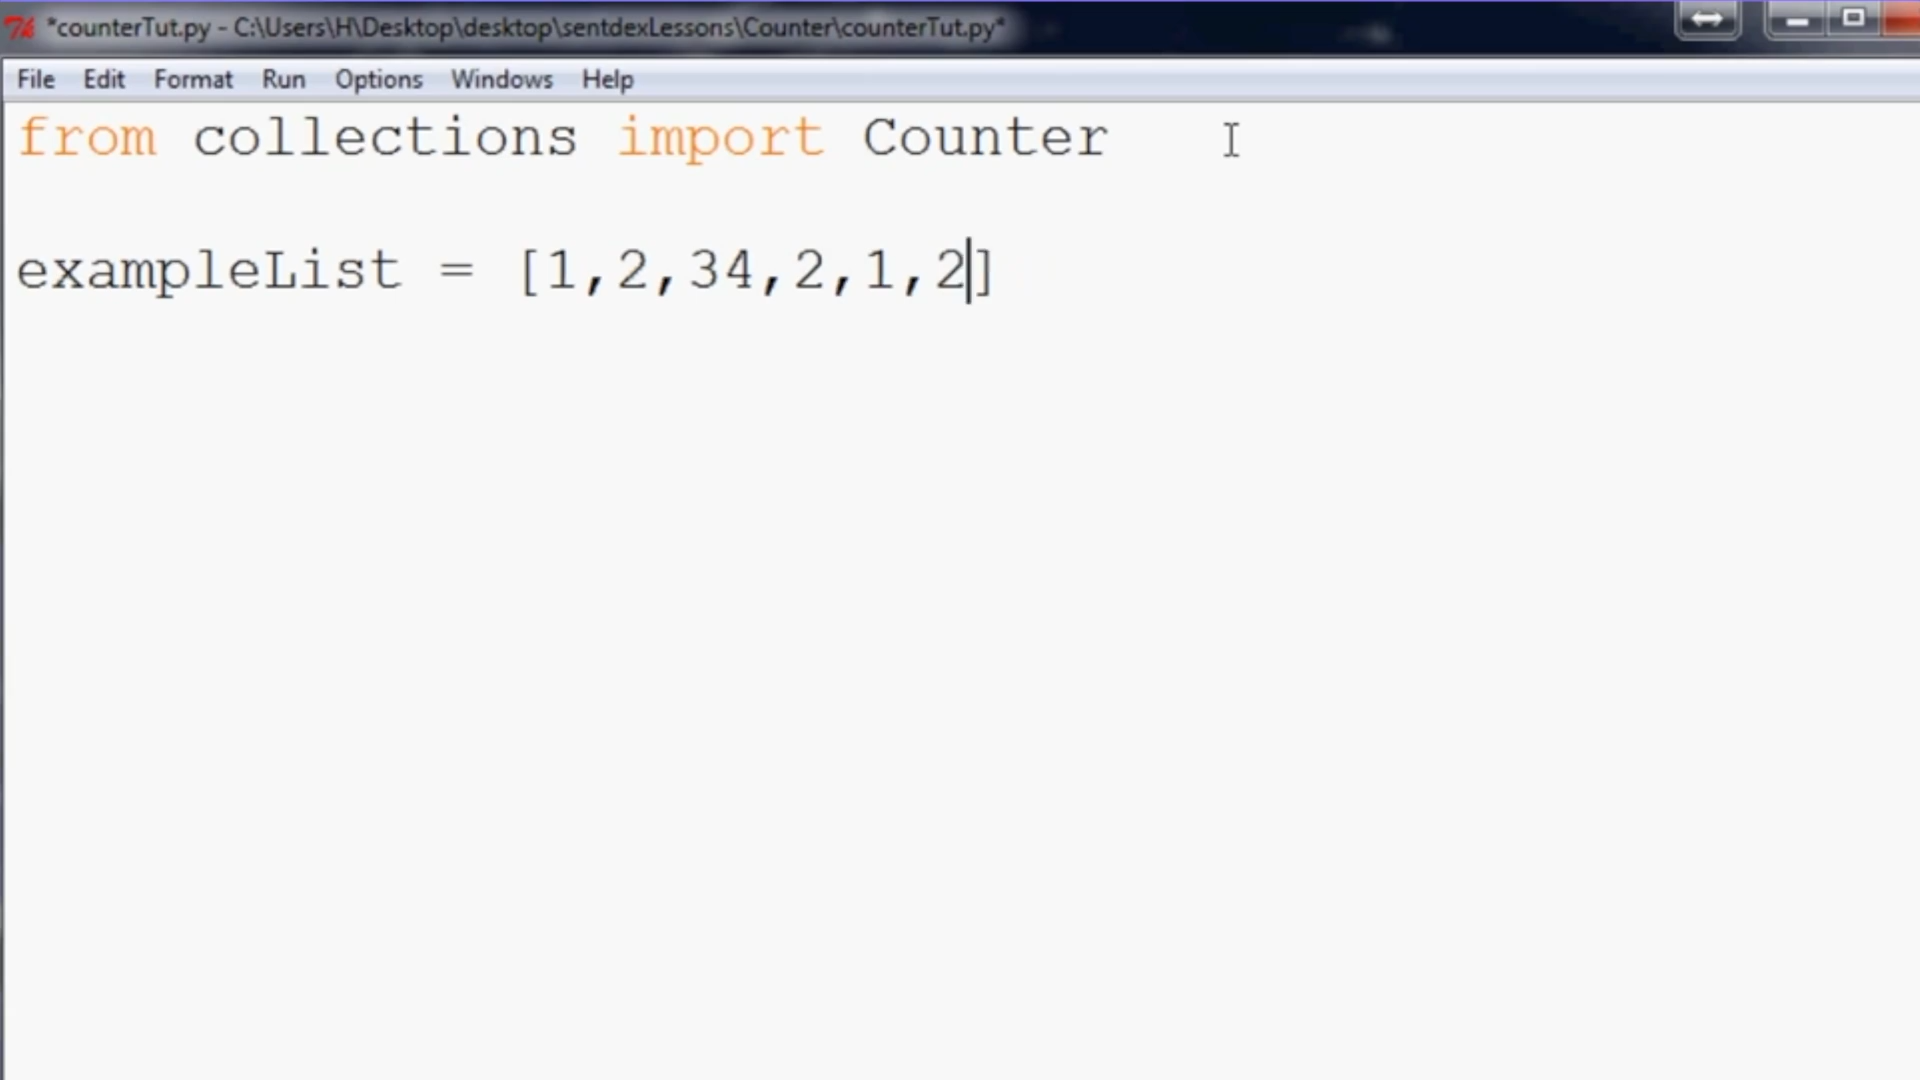 *counterTut.py - C:\Users\H\Desktop\desktop\sentdexLessons\Counter\counterTut.py*
File Edit Format Run Options Windows Help
from collections import Counter
exampleList = [1,2,34,2,1,2]